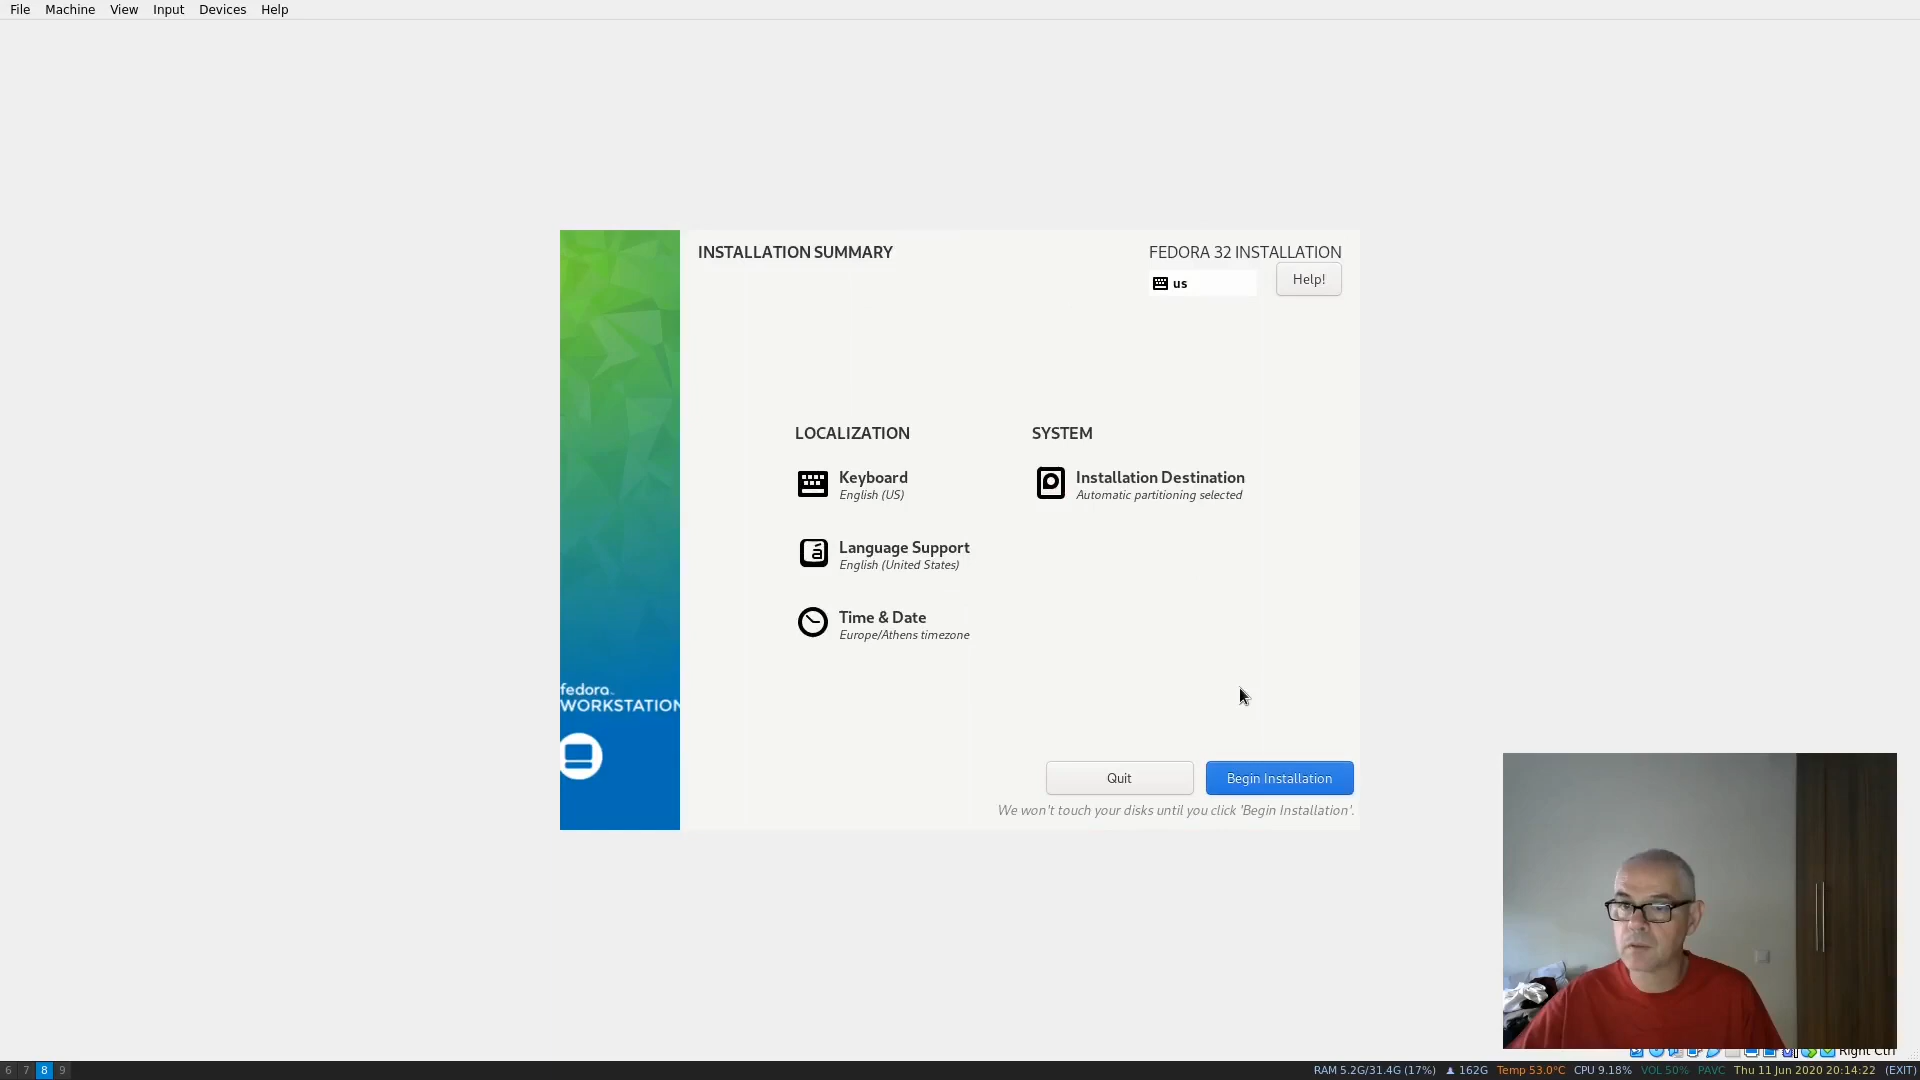 File Machine View Input Devices Help
INSTALLATION SUMMARY
FEDORA 32 INSTALLATION
us
Help!
LOCALIZATION
SYSTEM
Keyboard
English (US)
Installation Destination
Automatic partitioning selected
Language Support
English (United States)
Time & Date
Europe/Athens timezone
fedora
WORKSTATION
Quit
Begin Installation
We won't touch your disks until you click 'Begin Installation'.
Right Ctrl
6 7 8 9
RAM 5.2G/31.4G (17%) 162G Temp 53.0°C CPU 9.18% VOL 50% PAVC Thu 11 Jun 2020 20:14:22 (EXIT)